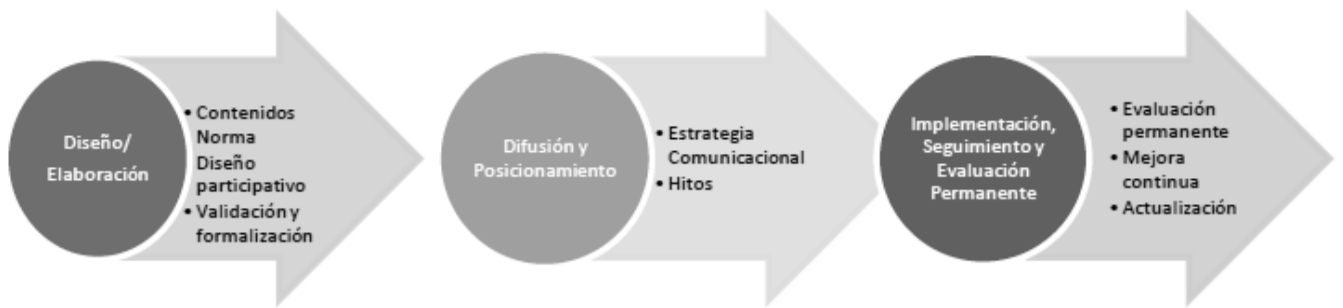 Diseño/
Elaboración
• Contenidos
Norma
Diseño
participativo
• Validación y
formalización
Difusión y
Posicionamiento
• Estrategia
Comunicacional
• Hitos
Implementación,
Seguimiento y
Evaluación
Permanente
• Evaluación
permanente
• Mejora
continua
• Actualización